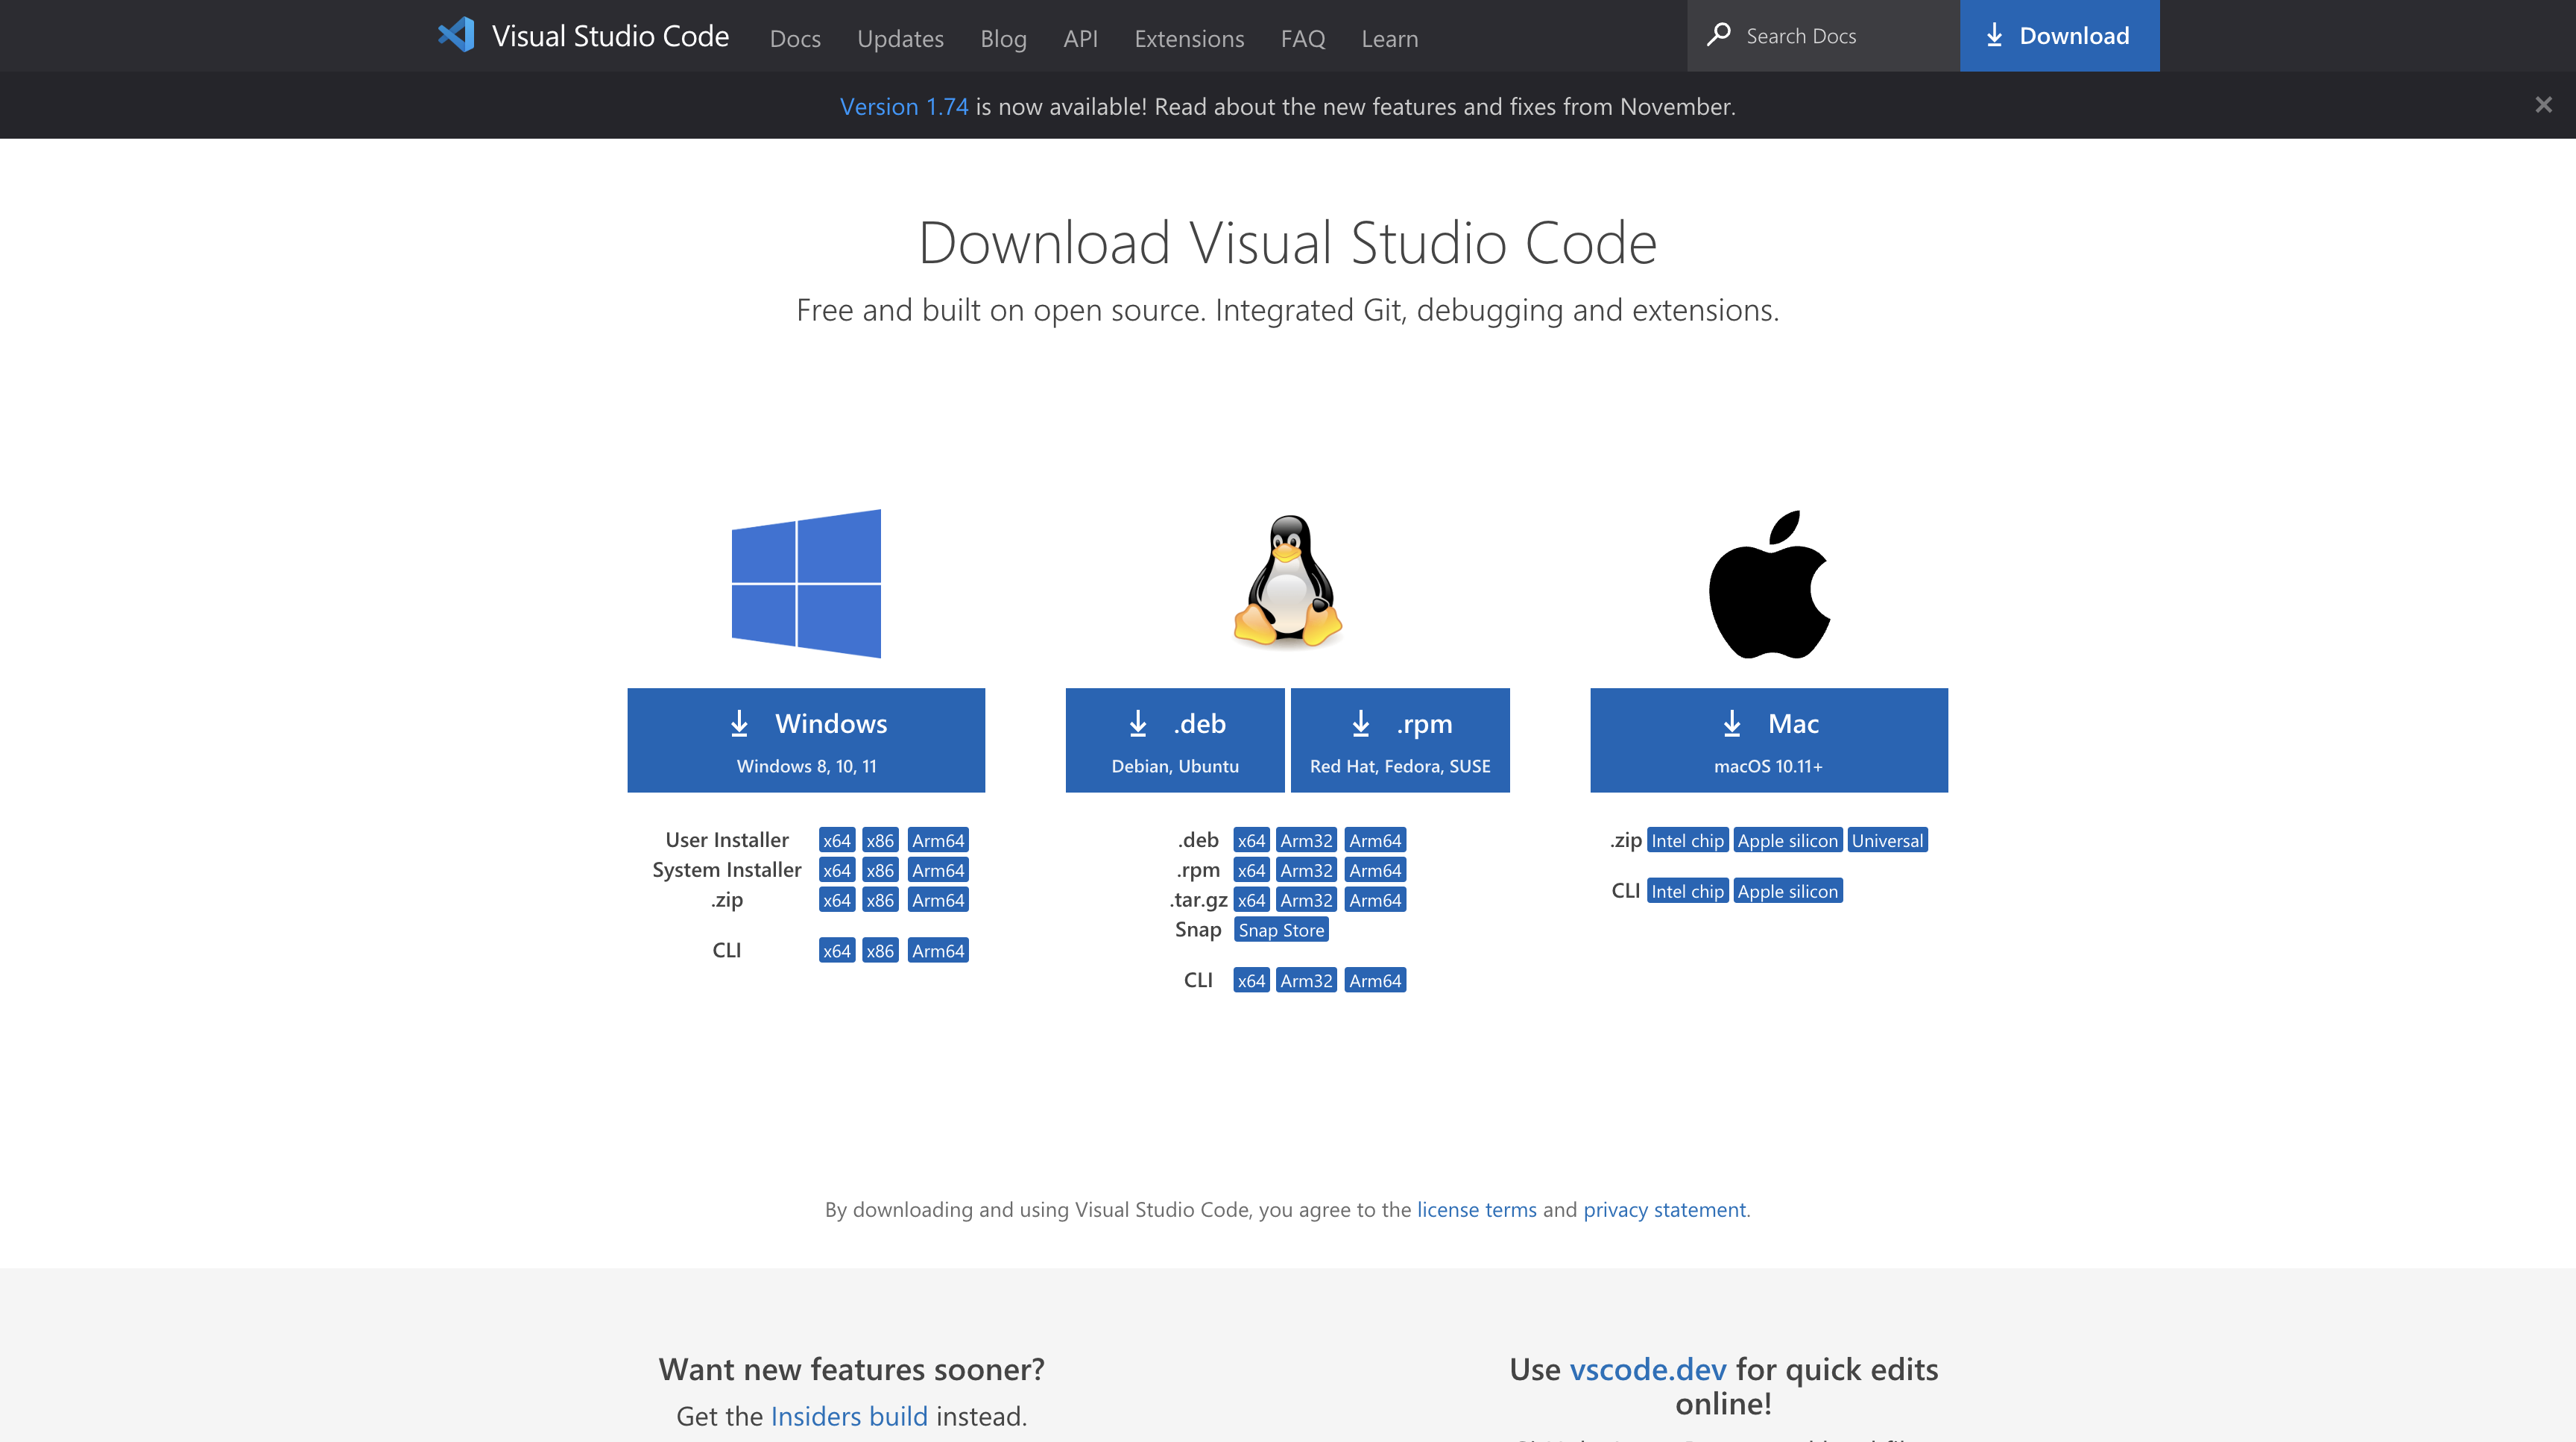 Visual Studio Code Docs Updates Blog API Extensions FAQ Learn Search Docs Download
Version 1.74 is now available! Read about the new features and fixes from November.
Download Visual Studio Code
Free and built on open source. Integrated Git, debugging and extensions.
Windows
Windows 8, 10, 11
User Installer x64 x86 Arm64
System Installer x64 x86 Arm64
.zip x64 x86 Arm64
CLI x64 x86 Arm64
.deb
Debian, Ubuntu
.rpm
Red Hat, Fedora, SUSE
.deb x64 Arm32 Arm64
.rpm x64 Arm32 Arm64
.tar.gz x64 Arm32 Arm64
Snap Snap Store
CLI x64 Arm32 Arm64
Mac
macOS 10.11+
.zip Intel chip Apple silicon Universal
CLI Intel chip Apple silicon
By downloading and using Visual Studio Code, you agree to the license terms and privacy statement.
Want new features sooner?
Get the Insiders build instead.
Use vscode.dev for quick edits
online!